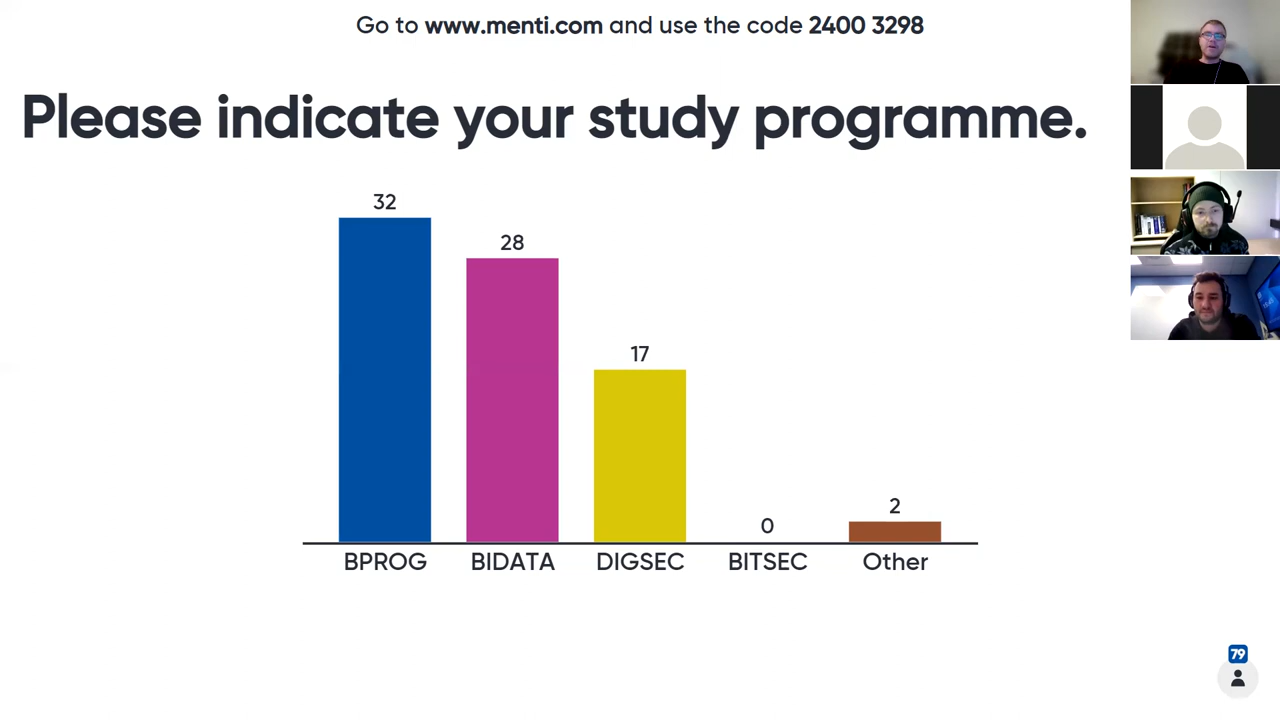 Go to www.menti.com and use the code 2400 3298
Please indicate your study programme.
32
28
17
0
2
BPROG
BIDATA
DIGSEC
BITSEC
Other
79